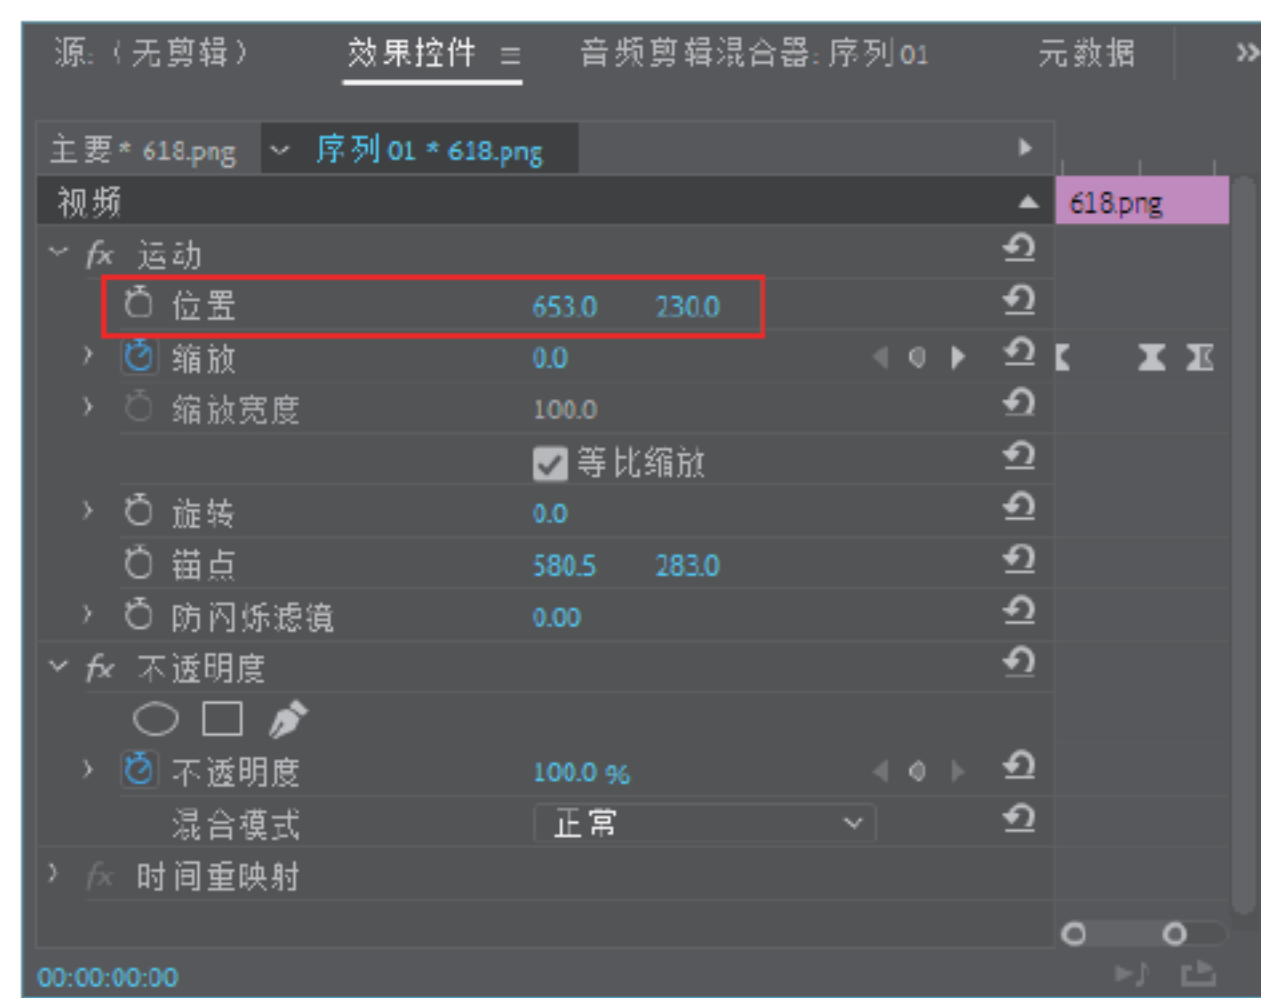 源:（无剪辑） 效果控件 ≡ 音频剪辑混合器: 序列 01 元数据 »
主要 * 618.png 序列 01 * 618.png
视频 618.png
fx 运动
位置 653.0 230.0
缩放 0.0
缩放宽度 100.0
等比缩放
旋转 0.0
锚点 580.5 283.0
防闪烁滤镜 0.00
fx 不透明度
不透明度 100.0 %
混合模式 正常
fx 时间重映射
00:00:00:00